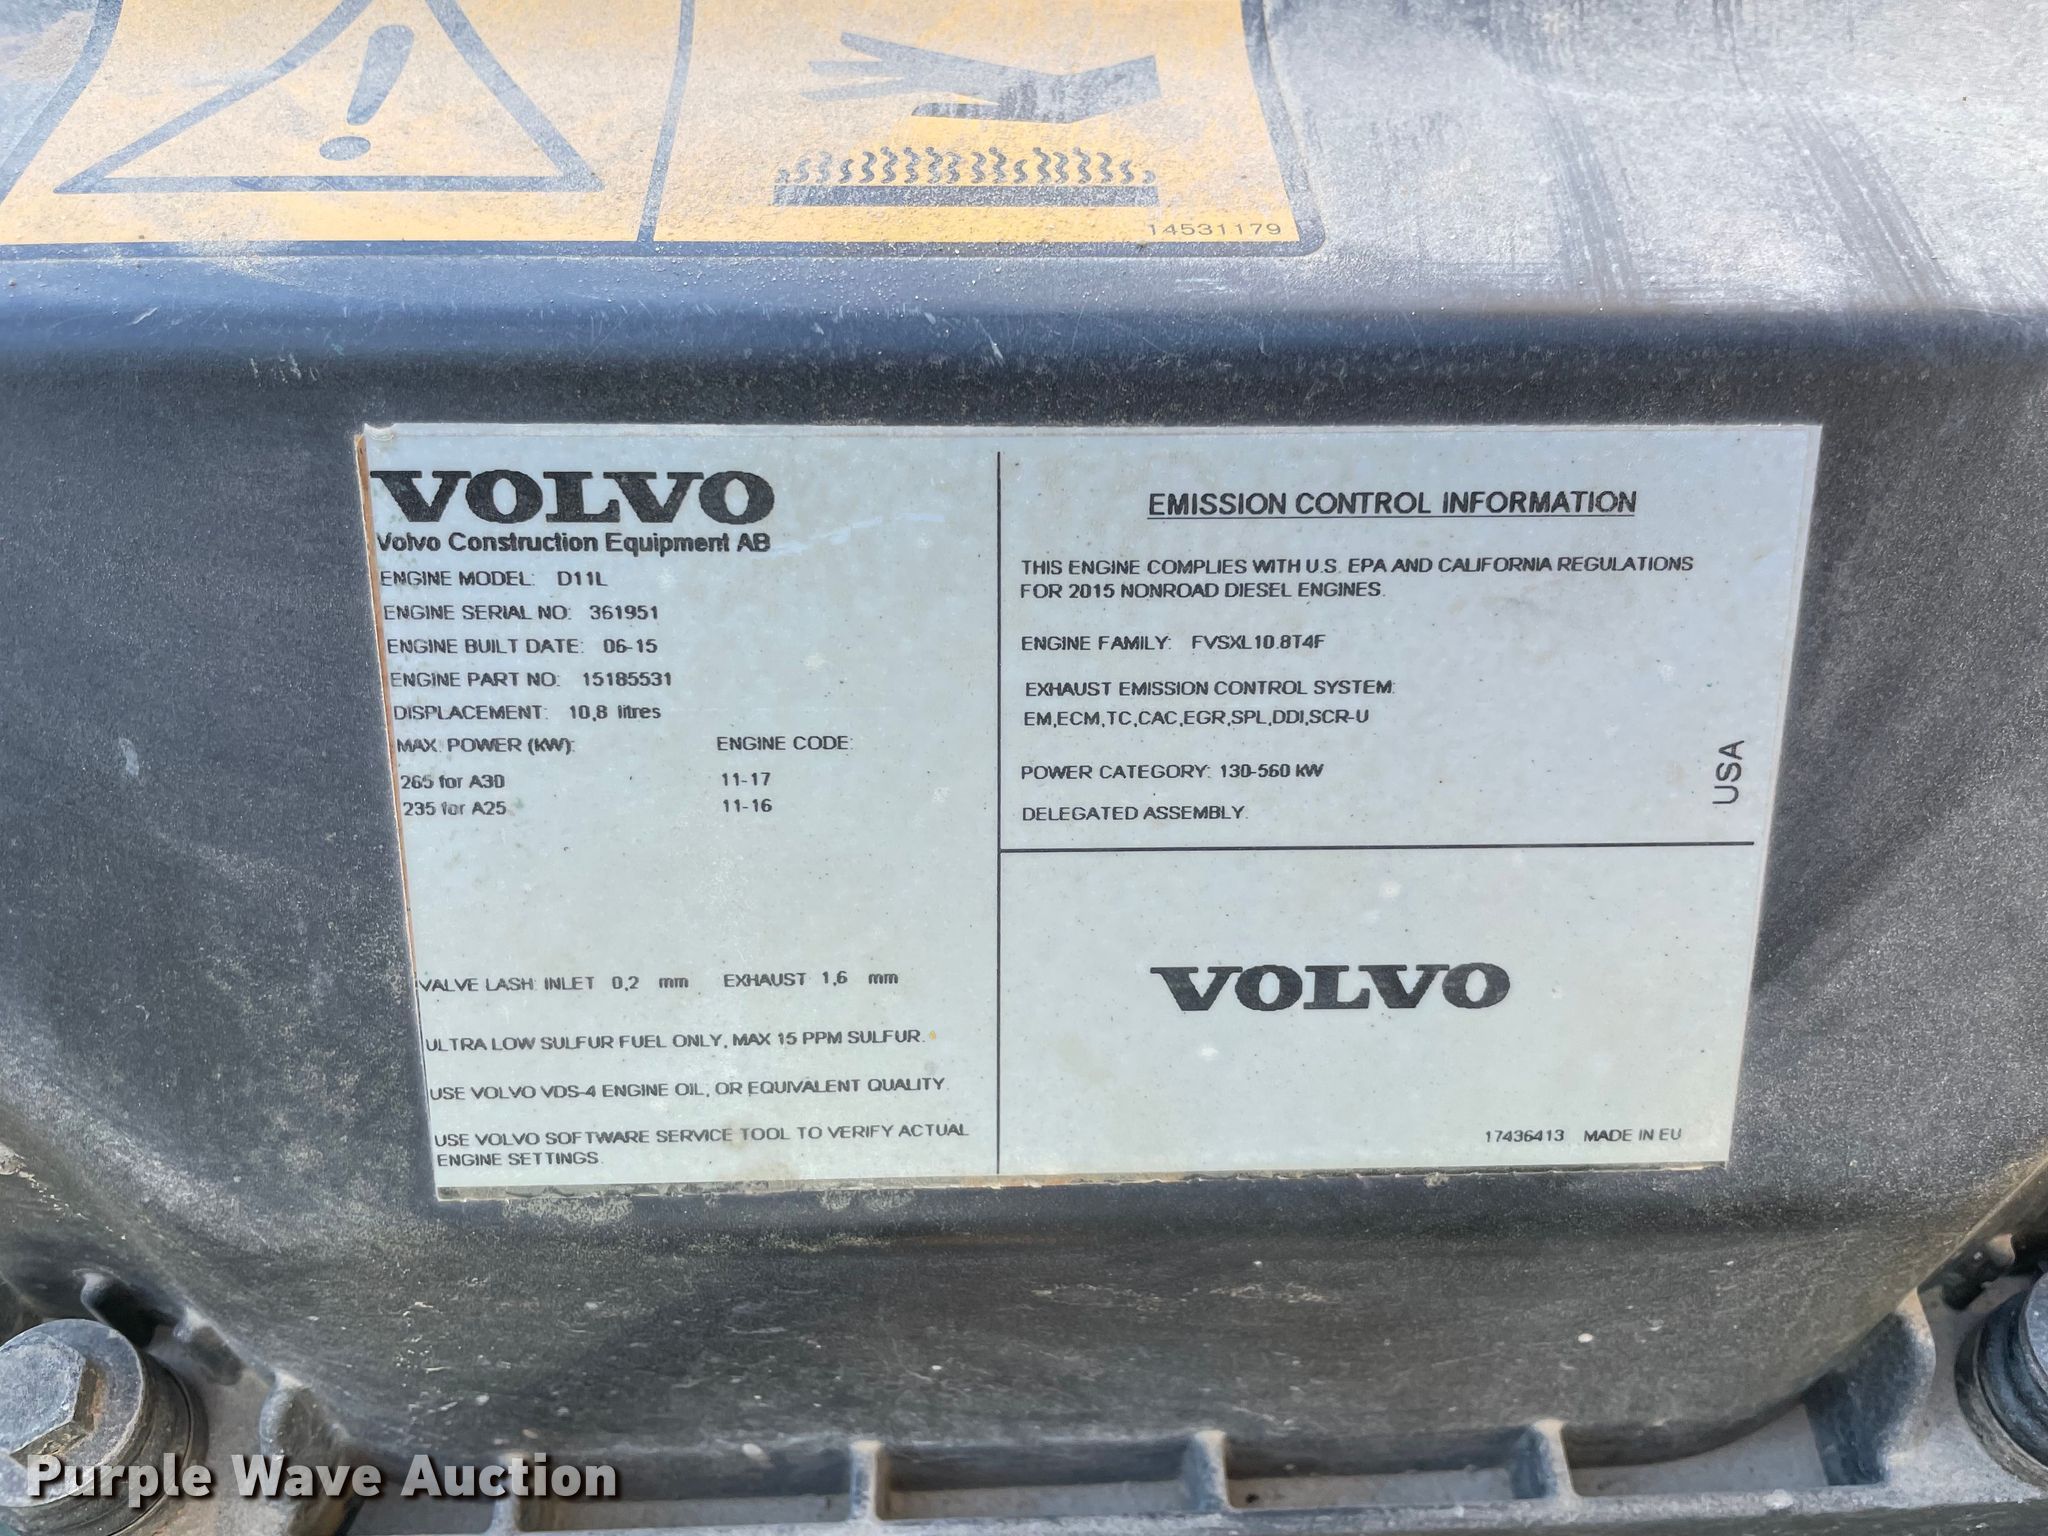 14531179
VOLVO
Volvo Construction Equipment AB
ENGINE MODEL: D11L
ENGINE SERIAL NO: 361951
ENGINE BUILT DATE: 06-15
ENGINE PART NO: 15185531
DISPLACEMENT: 10,8 litres
MAX. POWER (KW): ENGINE CODE:
265 for A30 11-17
235 for A25 11-16
VALVE LASH: INLET 0,2 mm EXHAUST 1,6 mm
ULTRA LOW SULFUR FUEL ONLY, MAX 15 PPM SULFUR.
USE VOLVO VDS-4 ENGINE OIL, OR EQUIVALENT QUALITY.
USE VOLVO SOFTWARE SERVICE TOOL TO VERIFY ACTUAL
ENGINE SETTINGS.
EMISSION CONTROL INFORMATION
THIS ENGINE COMPLIES WITH U.S. EPA AND CALIFORNIA REGULATIONS
FOR 2015 NONROAD DIESEL ENGINES.
ENGINE FAMILY: FVSXL10.8T4F
EXHAUST EMISSION CONTROL SYSTEM:
EM,ECM,TC,CAC,EGR,SPL,DDI,SCR-U
POWER CATEGORY: 130-560 kW
DELEGATED ASSEMBLY.
USA
VOLVO
17436413 MADE IN EU
Purple Wave Auction